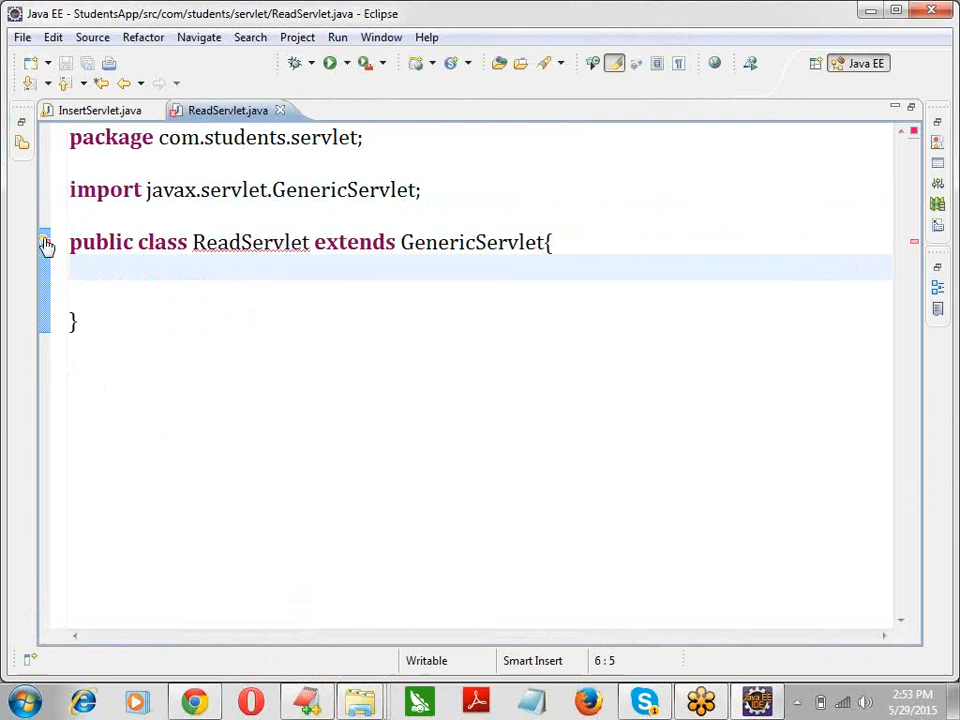 Java EE - StudentsApp/src/com/students/servlet/ReadServlet.java - Eclipse
File Edit Source Refactor Navigate Search Project Run Window Help
Java EE
InsertServlet.java ReadServlet.java
package com.students.servlet;
import javax.servlet.GenericServlet;
public class ReadServlet extends GenericServlet{
}
Writable Smart Insert 6 : 5
2:53 PM
5/29/2015